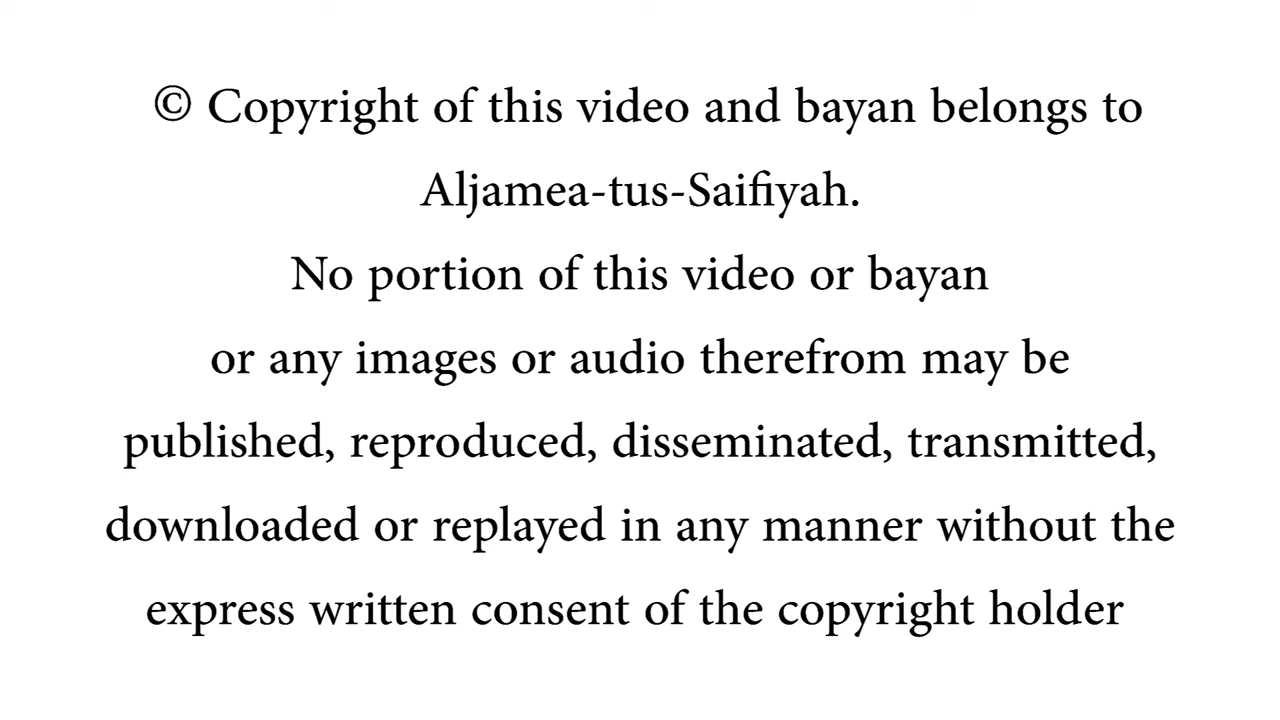 © Copyright of this video and bayan belongs to
Aljamea-tus-Saifiyah.
No portion of this video or bayan
or any images or audio therefrom may be
published, reproduced, disseminated, transmitted,
downloaded or replayed in any manner without the
express written consent of the copyright holder